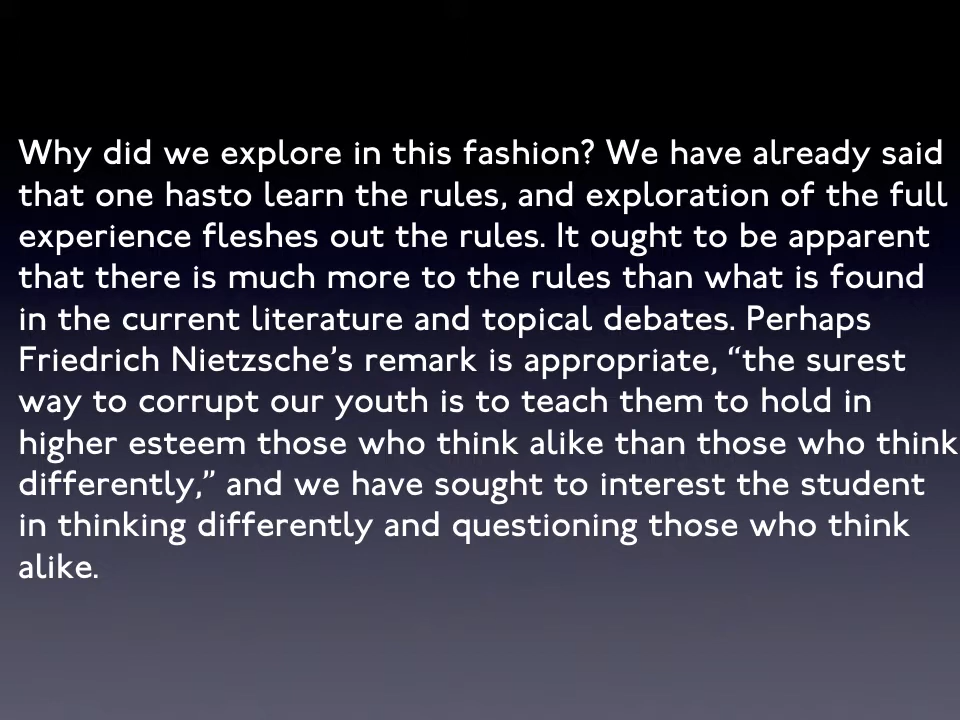 Why did we explore in this fashion? We have already said
that one hasto learn the rules, and exploration of the full
experience fleshes out the rules. It ought to be apparent
that there is much more to the rules than what is found
in the current literature and topical debates. Perhaps
Friedrich Nietzsche’s remark is appropriate, “the surest
way to corrupt our youth is to teach them to hold in
higher esteem those who think alike than those who think
differently,” and we have sought to interest the student
in thinking differently and questioning those who think
alike.